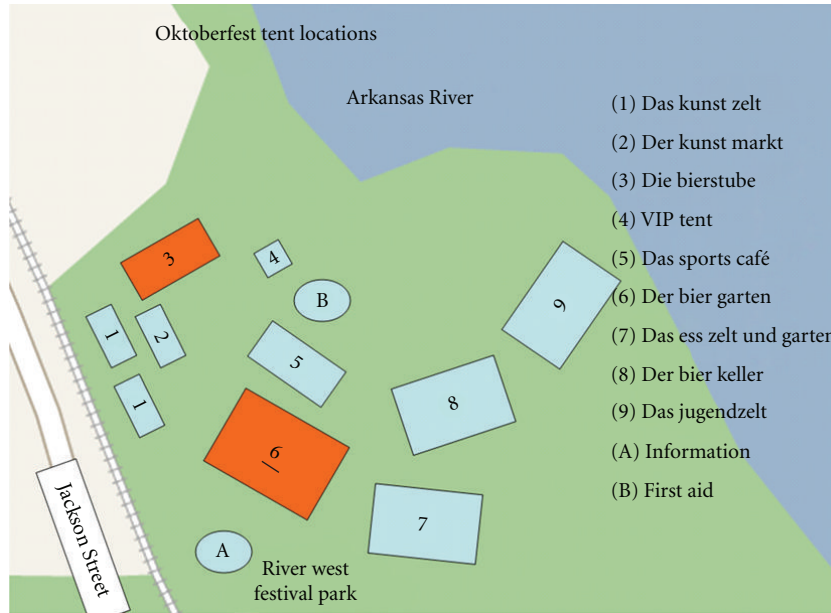 Oktoberfest tent locations
Arkansas River
(1) Das kunst zelt
(2) Der kunst markt
(3) Die bierstube
(4) VIP tent
(5) Das sports café
(6) Der bier garten
(7) Das ess zelt und garten
(8) Der bier keller
(9) Das jugendzelt
(A) Information
(B) First aid
3
4
B
1
2
9
5
1
8
6
7
A
Jackson Street
River west
festival park